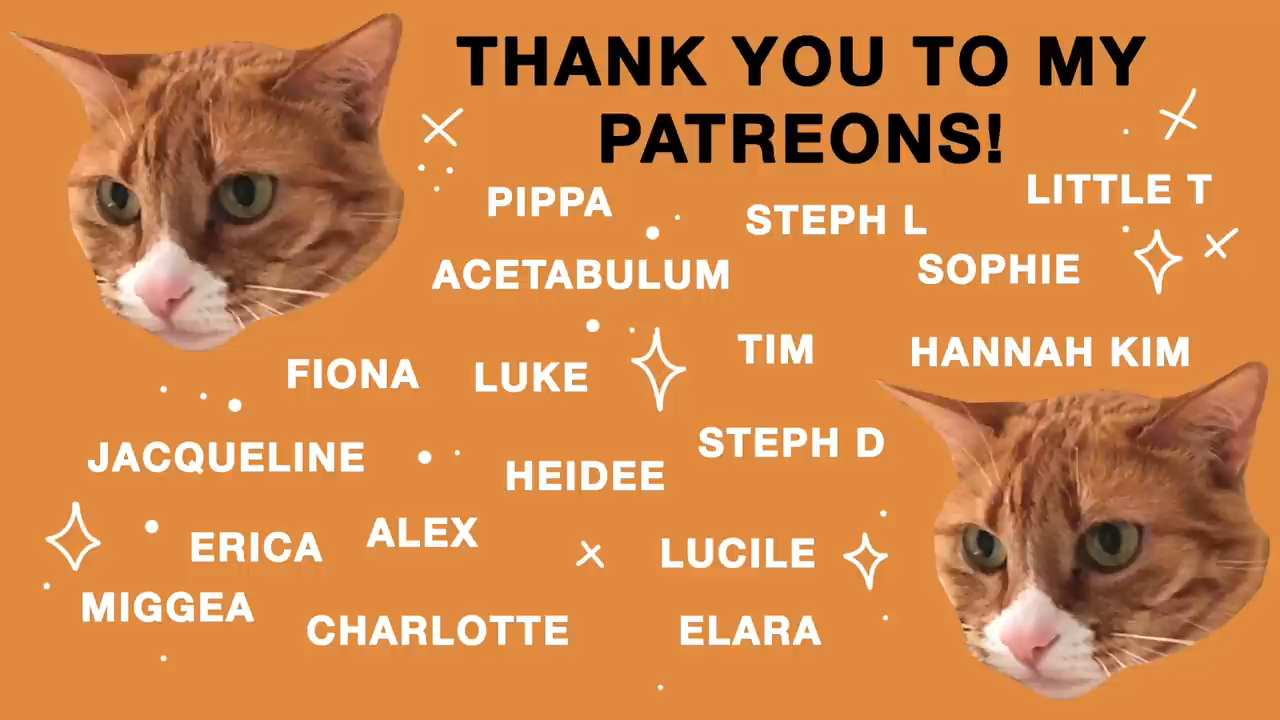 THANK YOU TO MY
PATREONS!
PIPPA
STEPH L
LITTLE T
ACETABULUM
SOPHIE
FIONA
LUKE
TIM
HANNAH KIM
JACQUELINE
HEIDEE
STEPH D
ERICA
ALEX
LUCILE
MIGGEA
CHARLOTTE
ELARA